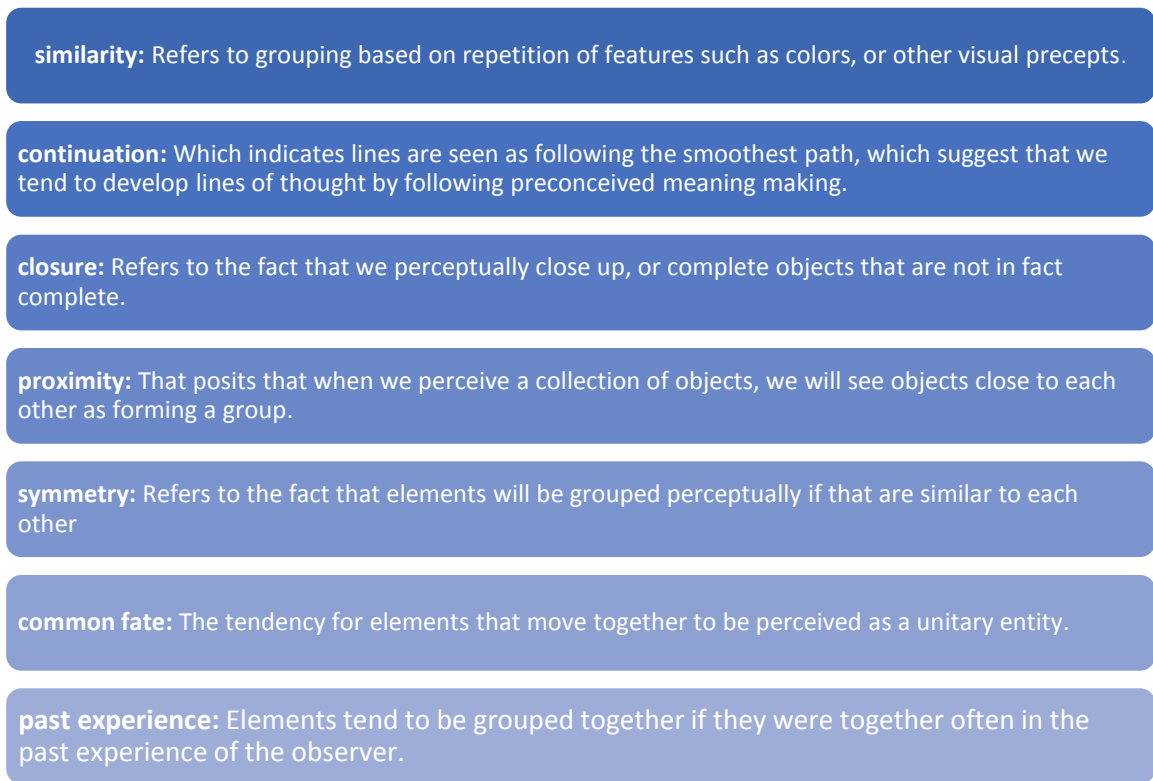 similarity: Refers to grouping based on repetition of features such as colors, or other visual precepts.
continuation: Which indicates lines are seen as following the smoothest path, which suggest that we
tend to develop lines of thought by following preconceived meaning making.
closure: Refers to the fact that we perceptually close up, or complete objects that are not in fact
complete.
proximity: That posits that when we perceive a collection of objects, we will see objects close to each
other as forming a group.
symmetry: Refers to the fact that elements will be grouped perceptually if that are similar to each
other
common fate: The tendency for elements that move together to be perceived as a unitary entity.
past experience: Elements tend to be grouped together if they were together often in the
past experience of the observer.